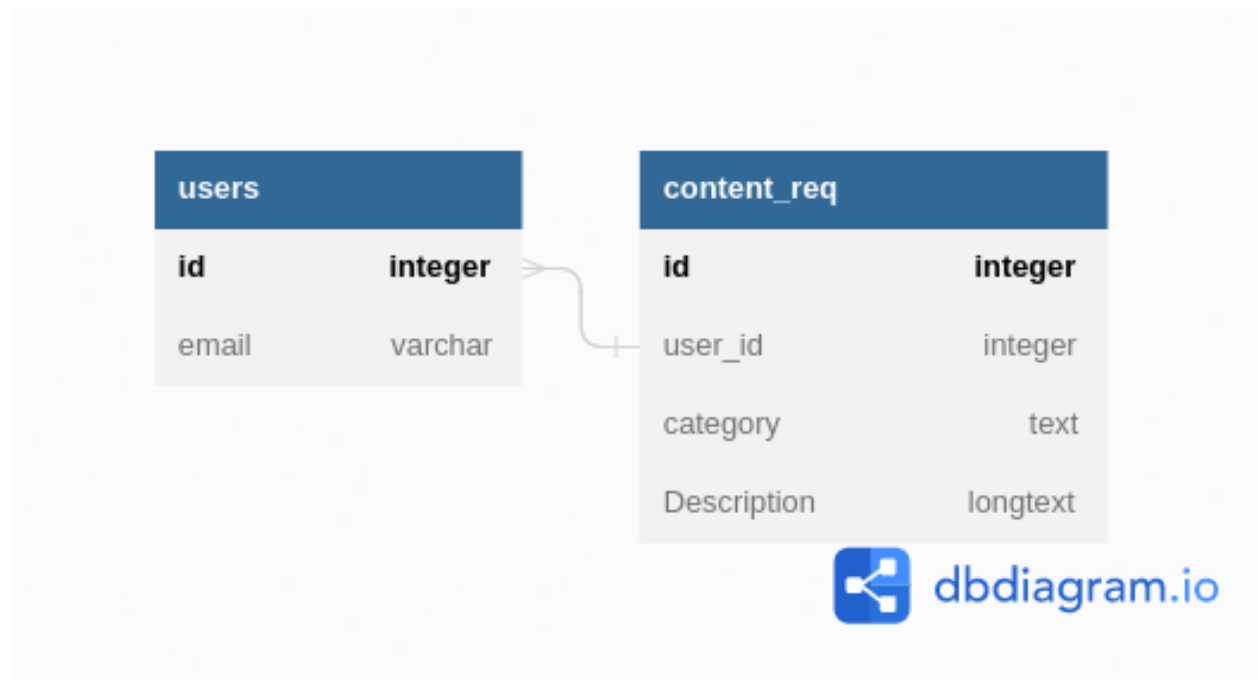 users
id integer
email varchar
content_req
id integer
user_id integer
category text
Description longtext
dbdiagram.io